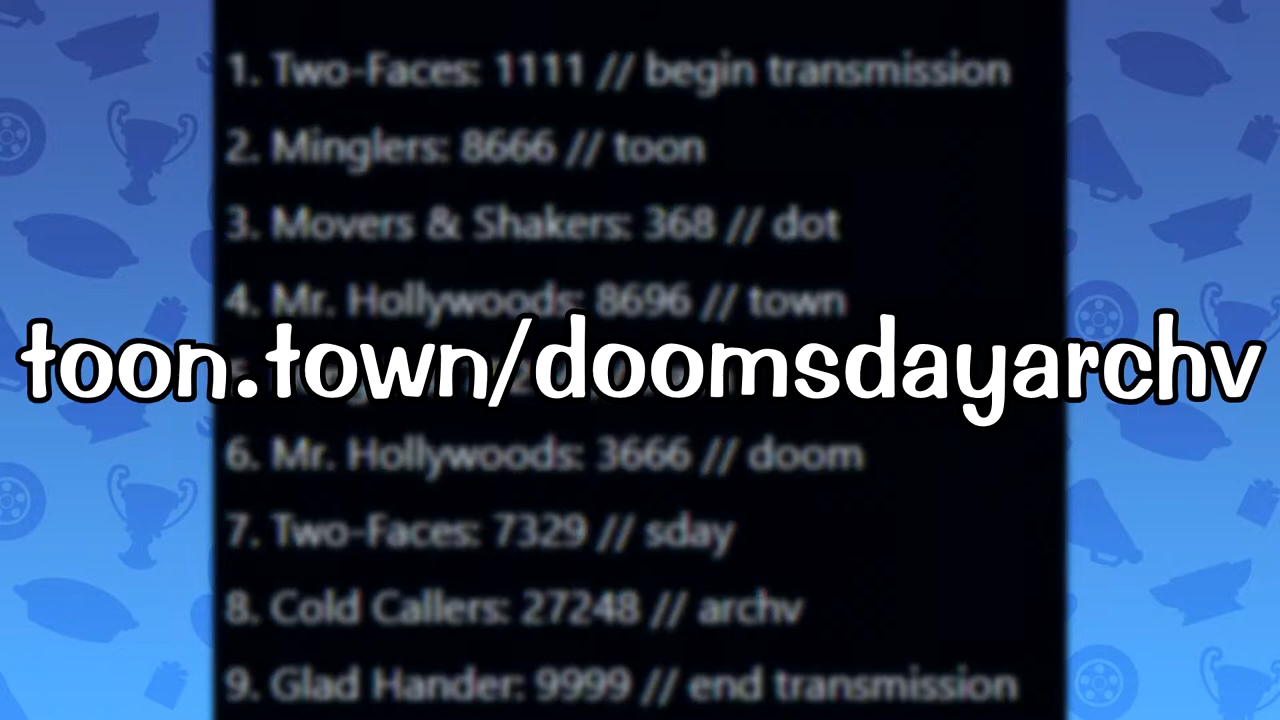 1. Two-Faces: 1111 // begin transmission
2. Minglers: 8666 // toon
3. Movers & Shakers: 368 // dot
4. Mr. Hollywoods: 8696 // town
toon.town/doomsdayarchv
6. Mr. Hollywoods: 3666 // doom
7. Two-Faces: 7329 // sday
8. Cold Callers: 27248 // archv
9. Glad Hander: 9999 // end transmission